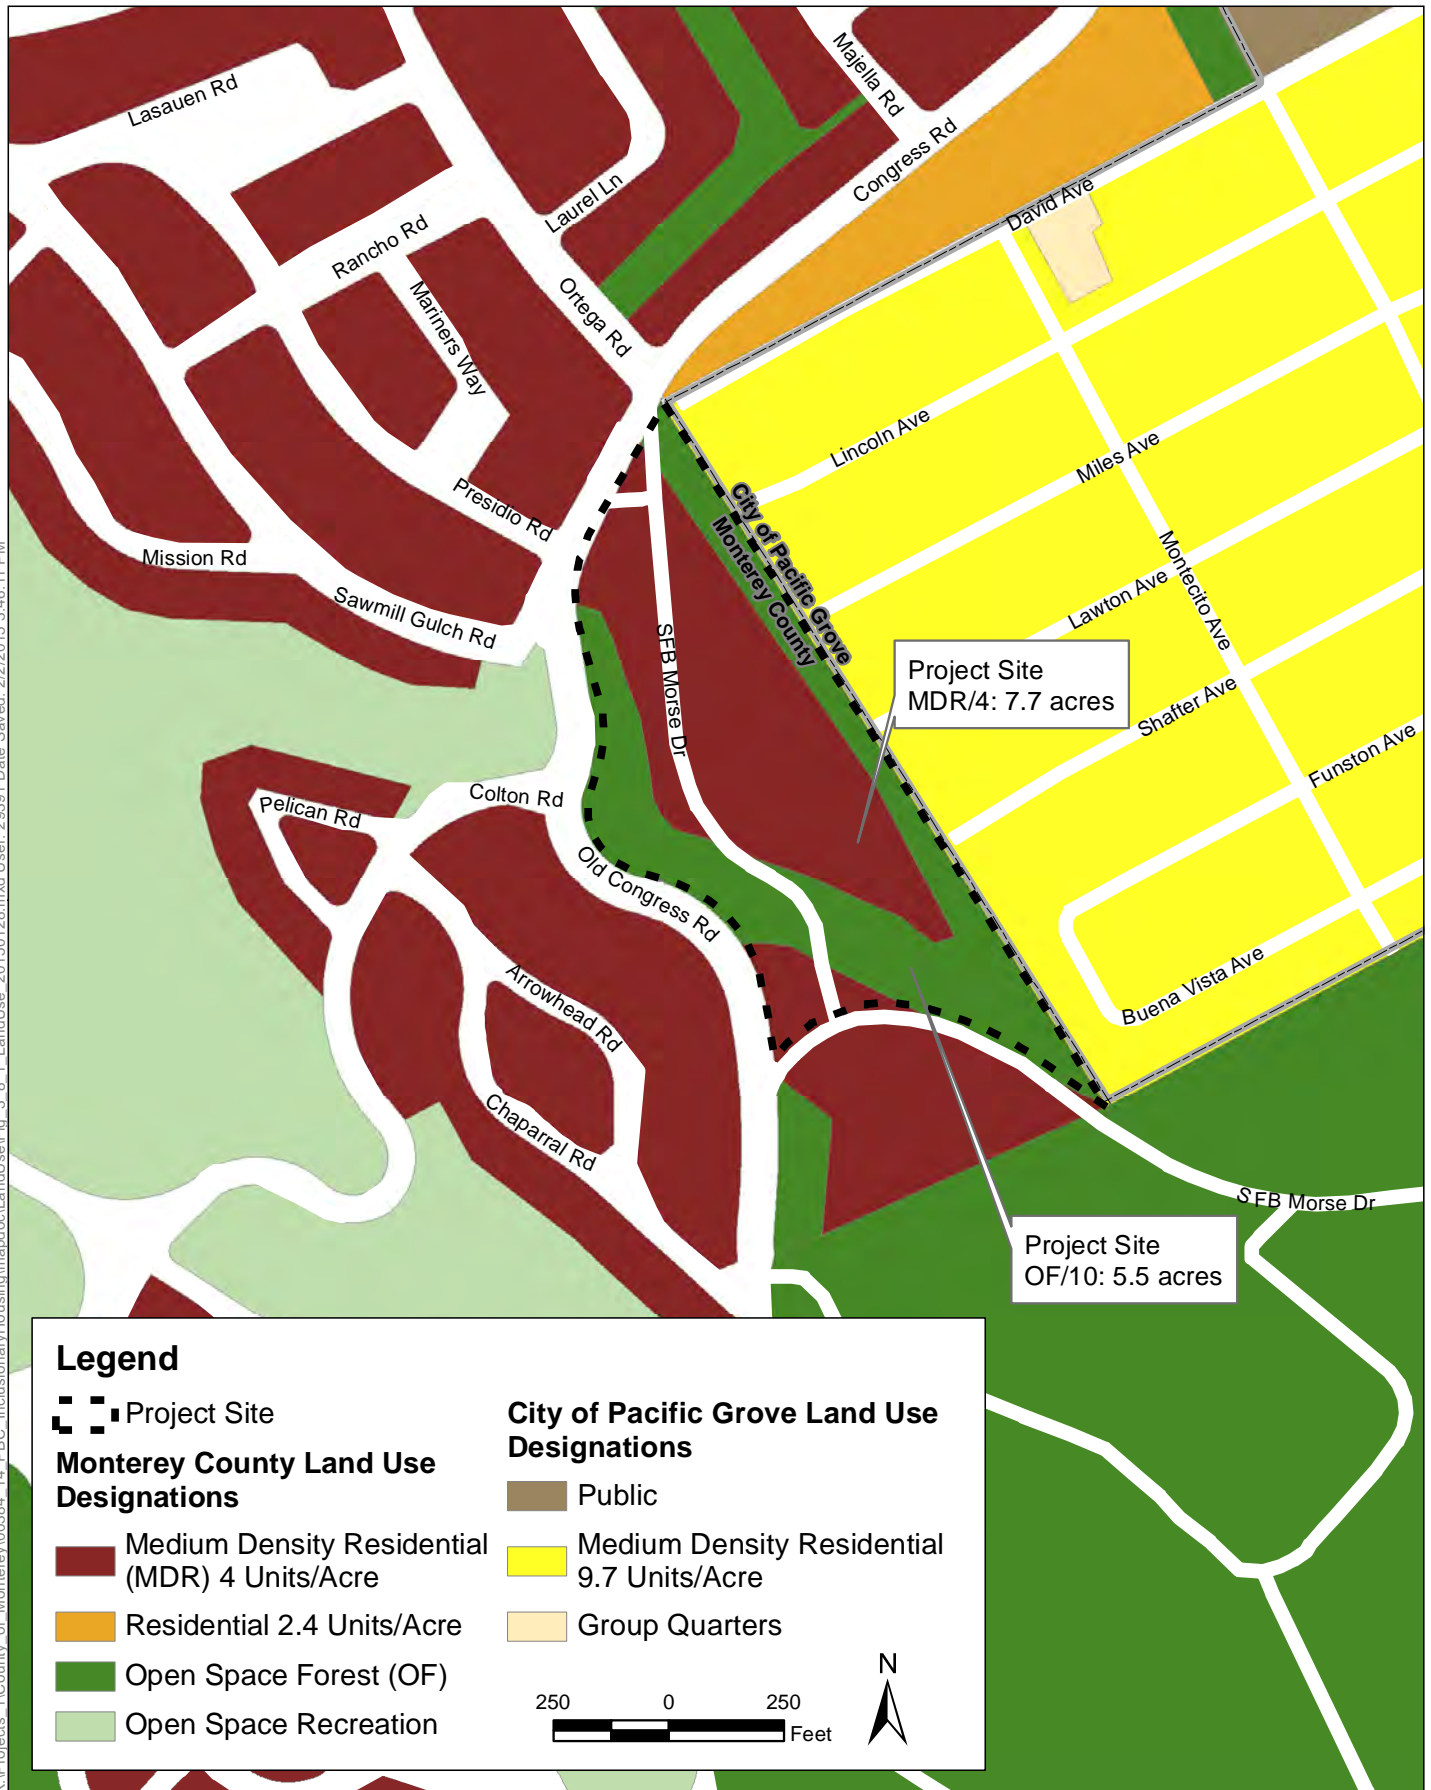 Lasauen Rd
Majella Rd
Congress Rd
Laurel Ln
Rancho Rd
David Ave
Mariners Way
Ortega Rd
Lincoln Ave
Miles Ave
Presidio Rd
City of Pacific Grove
Monterey County
Mission Rd
Montecito Ave
Lawton Ave
Sawmill Gulch Rd
SFB Morse Dr
Project Site
MDR/4: 7.7 acres
Shafter Ave
Funston Ave
Colton Rd
Pelican Rd
Old Congress Rd
Arrowhead Rd
Buena Vista Ave
Chaparral Rd
SFB Morse Dr
Project Site
OF/10: 5.5 acres
Legend
Project Site
Monterey County Land Use
Designations
Medium Density Residential
(MDR) 4 Units/Acre
Residential 2.4 Units/Acre
Open Space Forest (OF)
Open Space Recreation
City of Pacific Grove Land Use
Designations
Public
Medium Density Residential
9.7 Units/Acre
Group Quarters
N
250 0 250
Feet